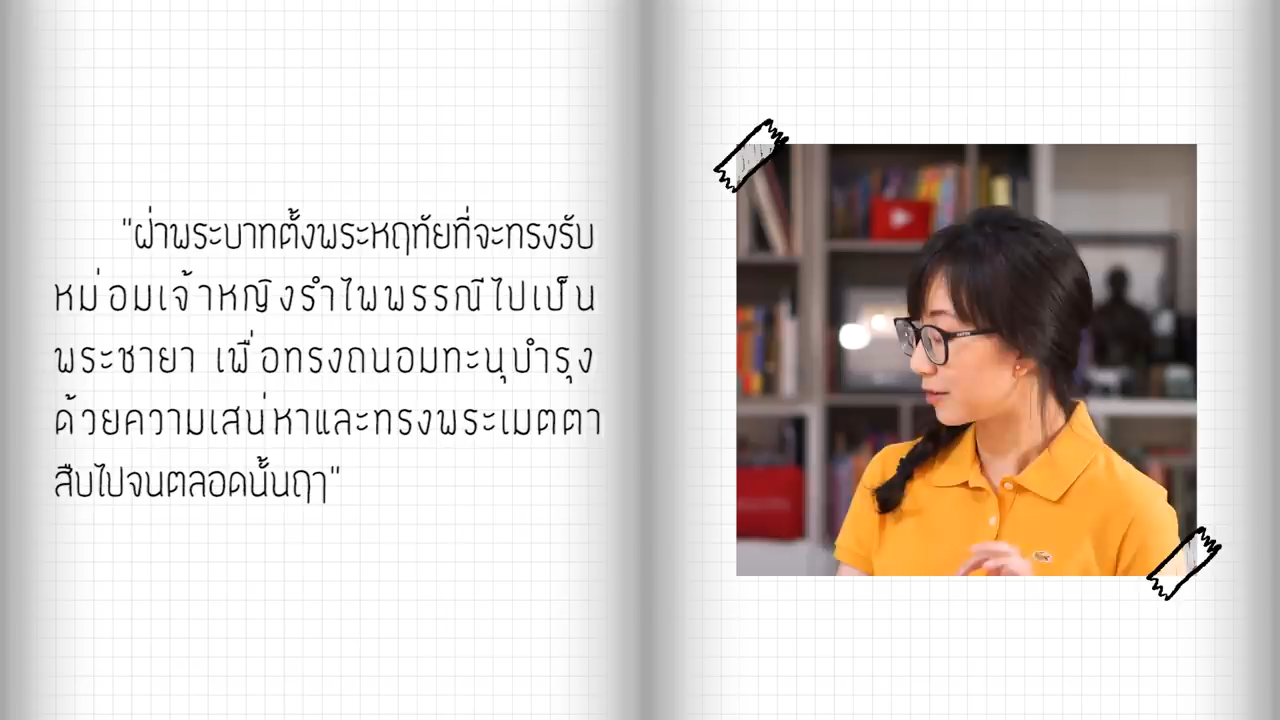 "ฝ่าพระบาทตั้งพระหฤทัยที่จะทรงรับ
หม่อมเจ้าหญิงรำไพพรรณีไปเป็น
พระชายา เพื่อทรงถนอมทะนุบำรุง
ด้วยความเสน่หาและทรงพระเมตตา
สืบไปจนตลอดนั้นฤา"